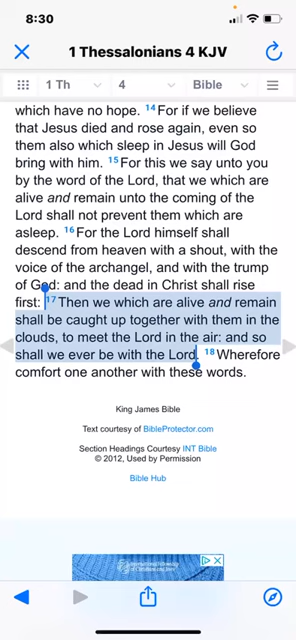 8:30
1 Thessalonians 4 KJV
1 Th 4 Bible
which have no hope. 14 For if we believe
that Jesus died and rose again, even so
them also which sleep in Jesus will God
bring with him. 15 For this we say unto you
by the word of the Lord, that we which are
alive and remain unto the coming of the
Lord shall not prevent them which are
asleep. 16 For the Lord himself shall
descend from heaven with a shout, with the
voice of the archangel, and with the trump
of God: and the dead in Christ shall rise
first: 17 Then we which are alive and remain
shall be caught up together with them in the
clouds, to meet the Lord in the air: and so
shall we ever be with the Lord. 18 Wherefore
comfort one another with these words.
King James Bible
Text courtesy of BibleProtector.com
Section Headings Courtesy INT Bible
© 2012, Used by Permission
Bible Hub